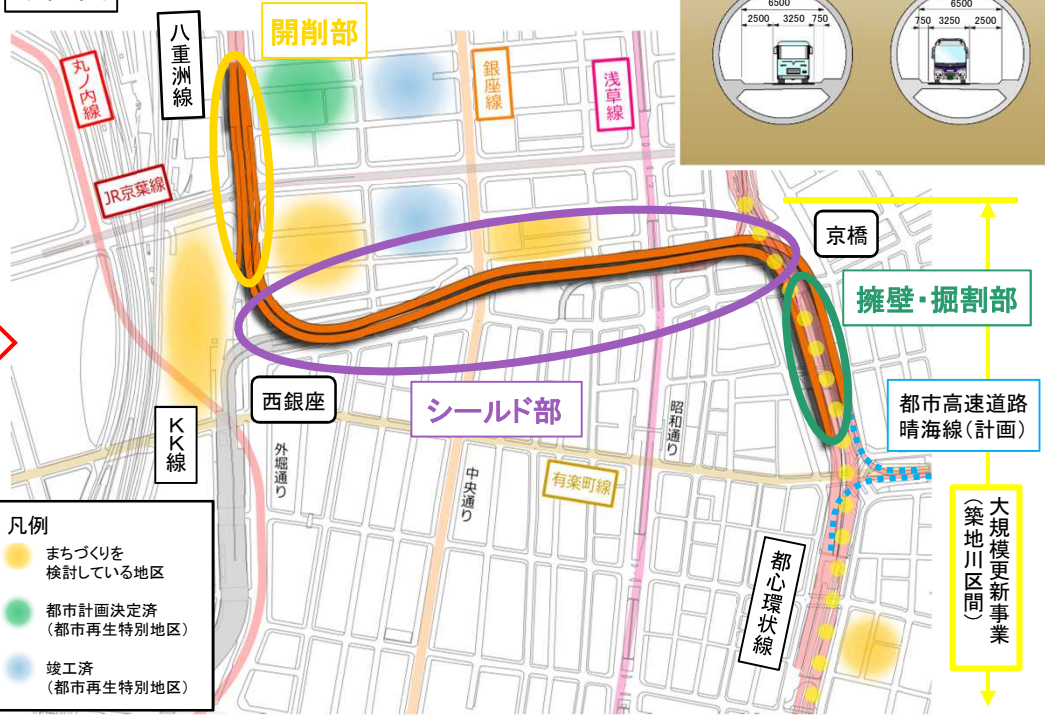 6500
2500 3250 750
6500
750 3250 2500
八重洲線
開削部
丸ノ内線
銀座線
浅草線
JR京葉線
京橋
擁壁・掘割部
西銀座
シールド部
都市高速道路
晴海線(計画)
KK線
外堀通り
中央通り
昭和通り
有楽町線
都心環状線
大規模更新事業
(築地川区間)
凡例
まちづくりを
検討している地区
都市計画決定済
(都市再生特別地区)
竣工済
(都市再生特別地区)